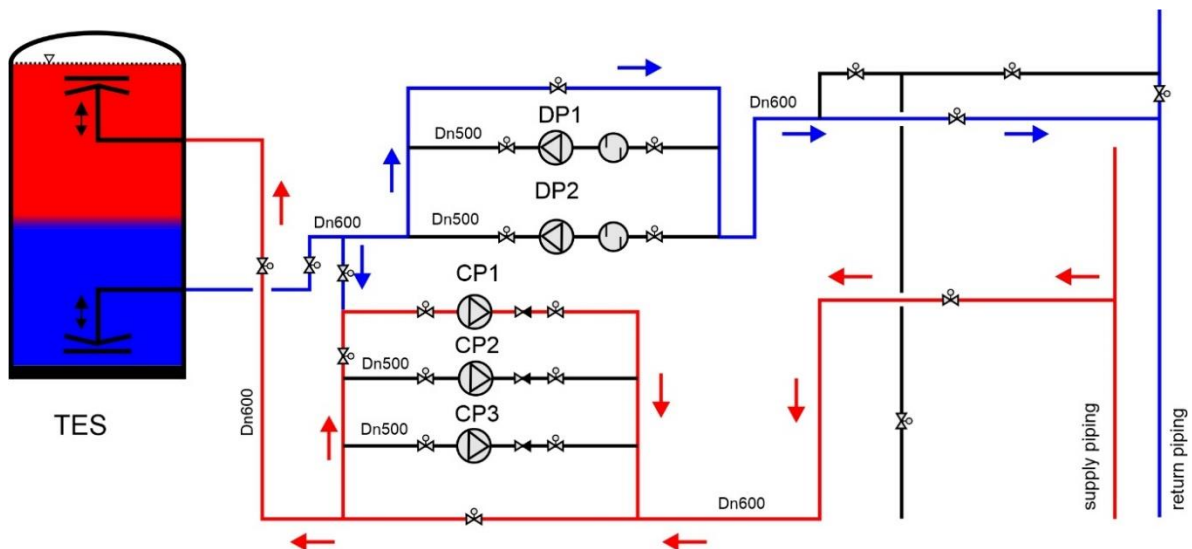 DP1
Dn600
Dn500
DP2
Dn500
Dn600
CP1
CP2
Dn500
CP3
Dn500
TES
Dn600
Dn600
supply piping
return piping